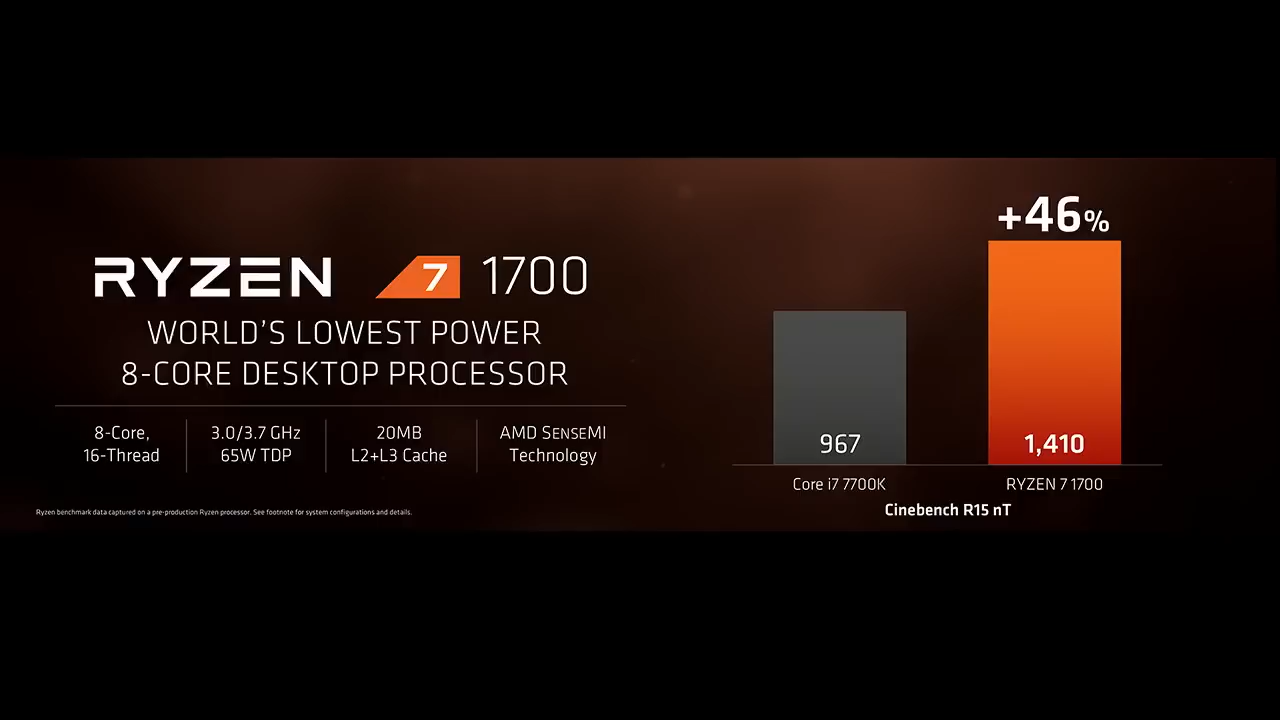 RYZEN 7 1700
WORLD'S LOWEST POWER
8-CORE DESKTOP PROCESSOR
8-Core,
16-Thread
3.0/3.7 GHz
65W TDP
20MB
L2+L3 Cache
AMD SENSEMI
Technology
Ryzen benchmark data captured on a pre-production Ryzen processor. See footnote for system configurations and details.
+46%
967
1,410
Core i7 7700K
RYZEN 7 1700
Cinebench R15 nT